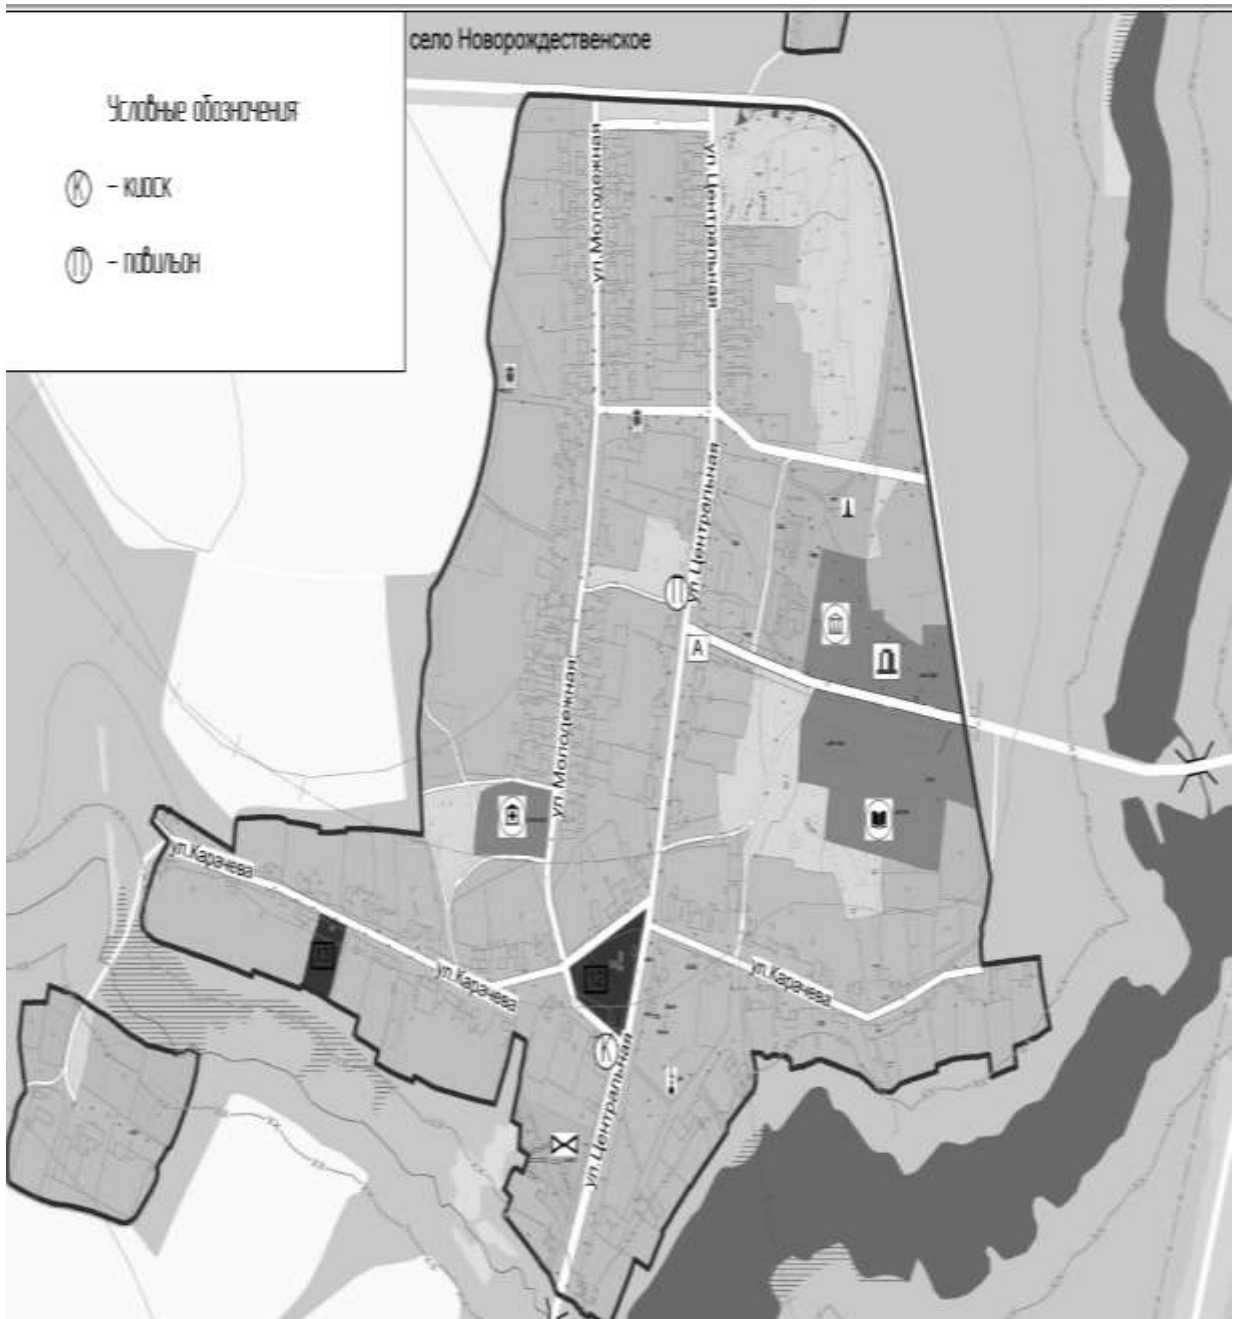 село Новорождественское
Условные обозначения
К - киоск
П - павильон
ул.Молодежная
ул.Центральная
ул.Центральная
А
ул.Молодежная
ул.Карачева
ул.Карачева
12
ул.Карачева
К
П
ул.Центральная